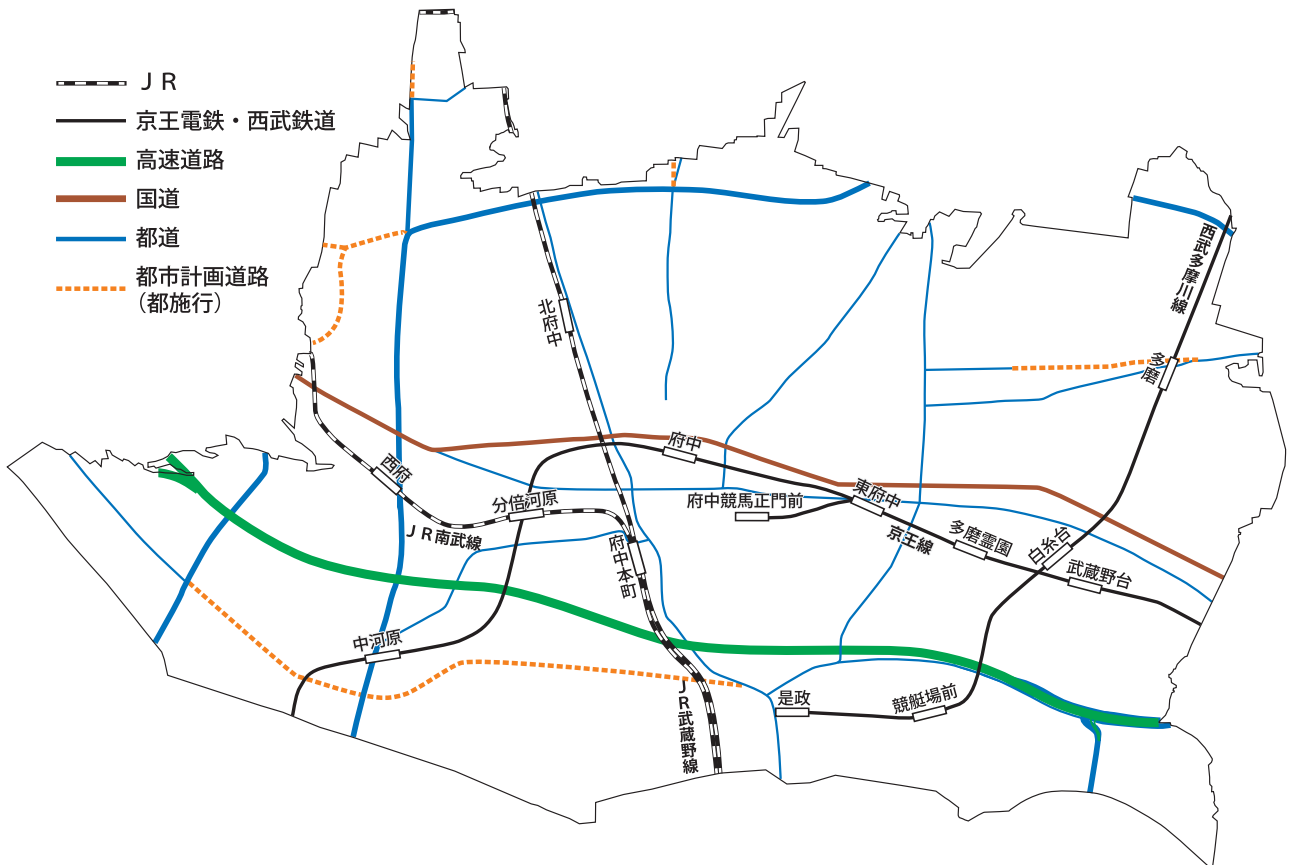 ＪＲ
京王電鉄・西武鉄道
高速道路
国道
都道
都市計画道路
（都施行）
西武多摩川線
北府中
多磨
府中
西府
分倍河原
府中競馬正門前
東府中
ＪＲ南武線
京王線
多磨霊園
白糸台
武蔵野台
府中本町
中河原
ＪＲ武蔵野線
是政
競艇場前